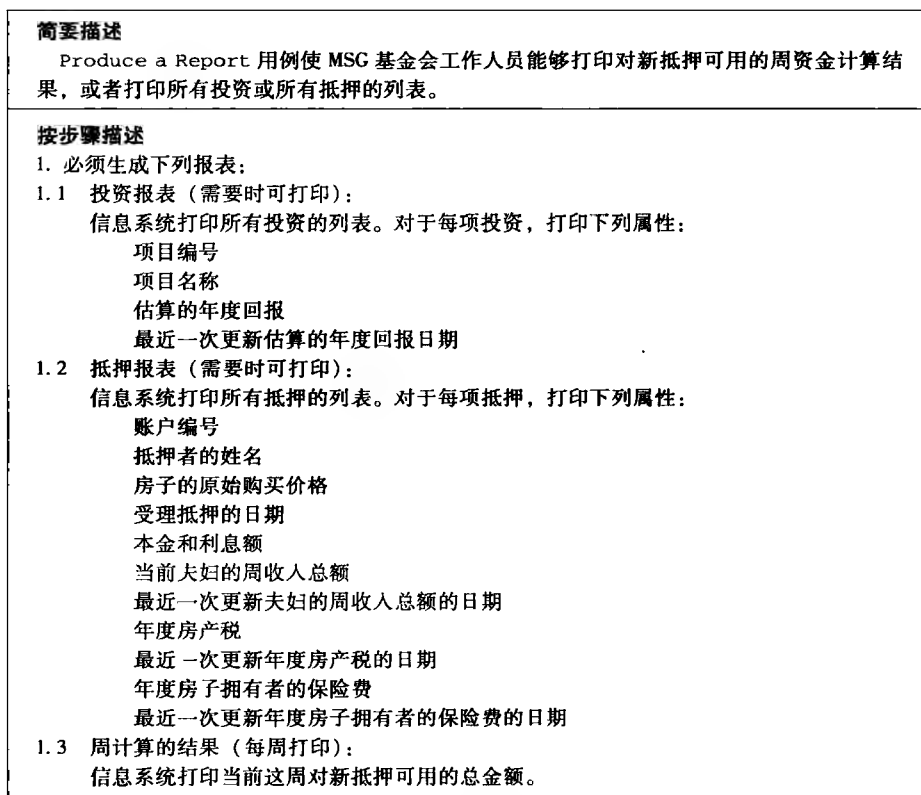 简要描述
Produce a Report 用例使 MSG 基金会工作人员能够打印对新抵押可用的周资金计算结
果，或者打印所有投资或所有抵押的列表。
按步骤描述
1. 必须生成下列报表：
1.1 投资报表（需要时可打印）：
信息系统打印所有投资的列表。对于每项投资，打印下列属性：
项目编号
项目名称
估算的年度回报
最近一次更新估算的年度回报日期
1.2 抵押报表（需要时可打印）：
信息系统打印所有抵押的列表。对于每项抵押，打印下列属性：
账户编号
抵押者的姓名
房子的原始购买价格
受理抵押的日期
本金和利息额
当前夫妇的周收入总额
最近一次更新夫妇的周收入总额的日期
年度房产税
最近一次更新年度房产税的日期
年度房子拥有者的保险费
最近一次更新年度房子拥有者的保险费的日期
1.3 周计算的结果（每周打印）：
信息系统打印当前这周对新抵押可用的总金额。